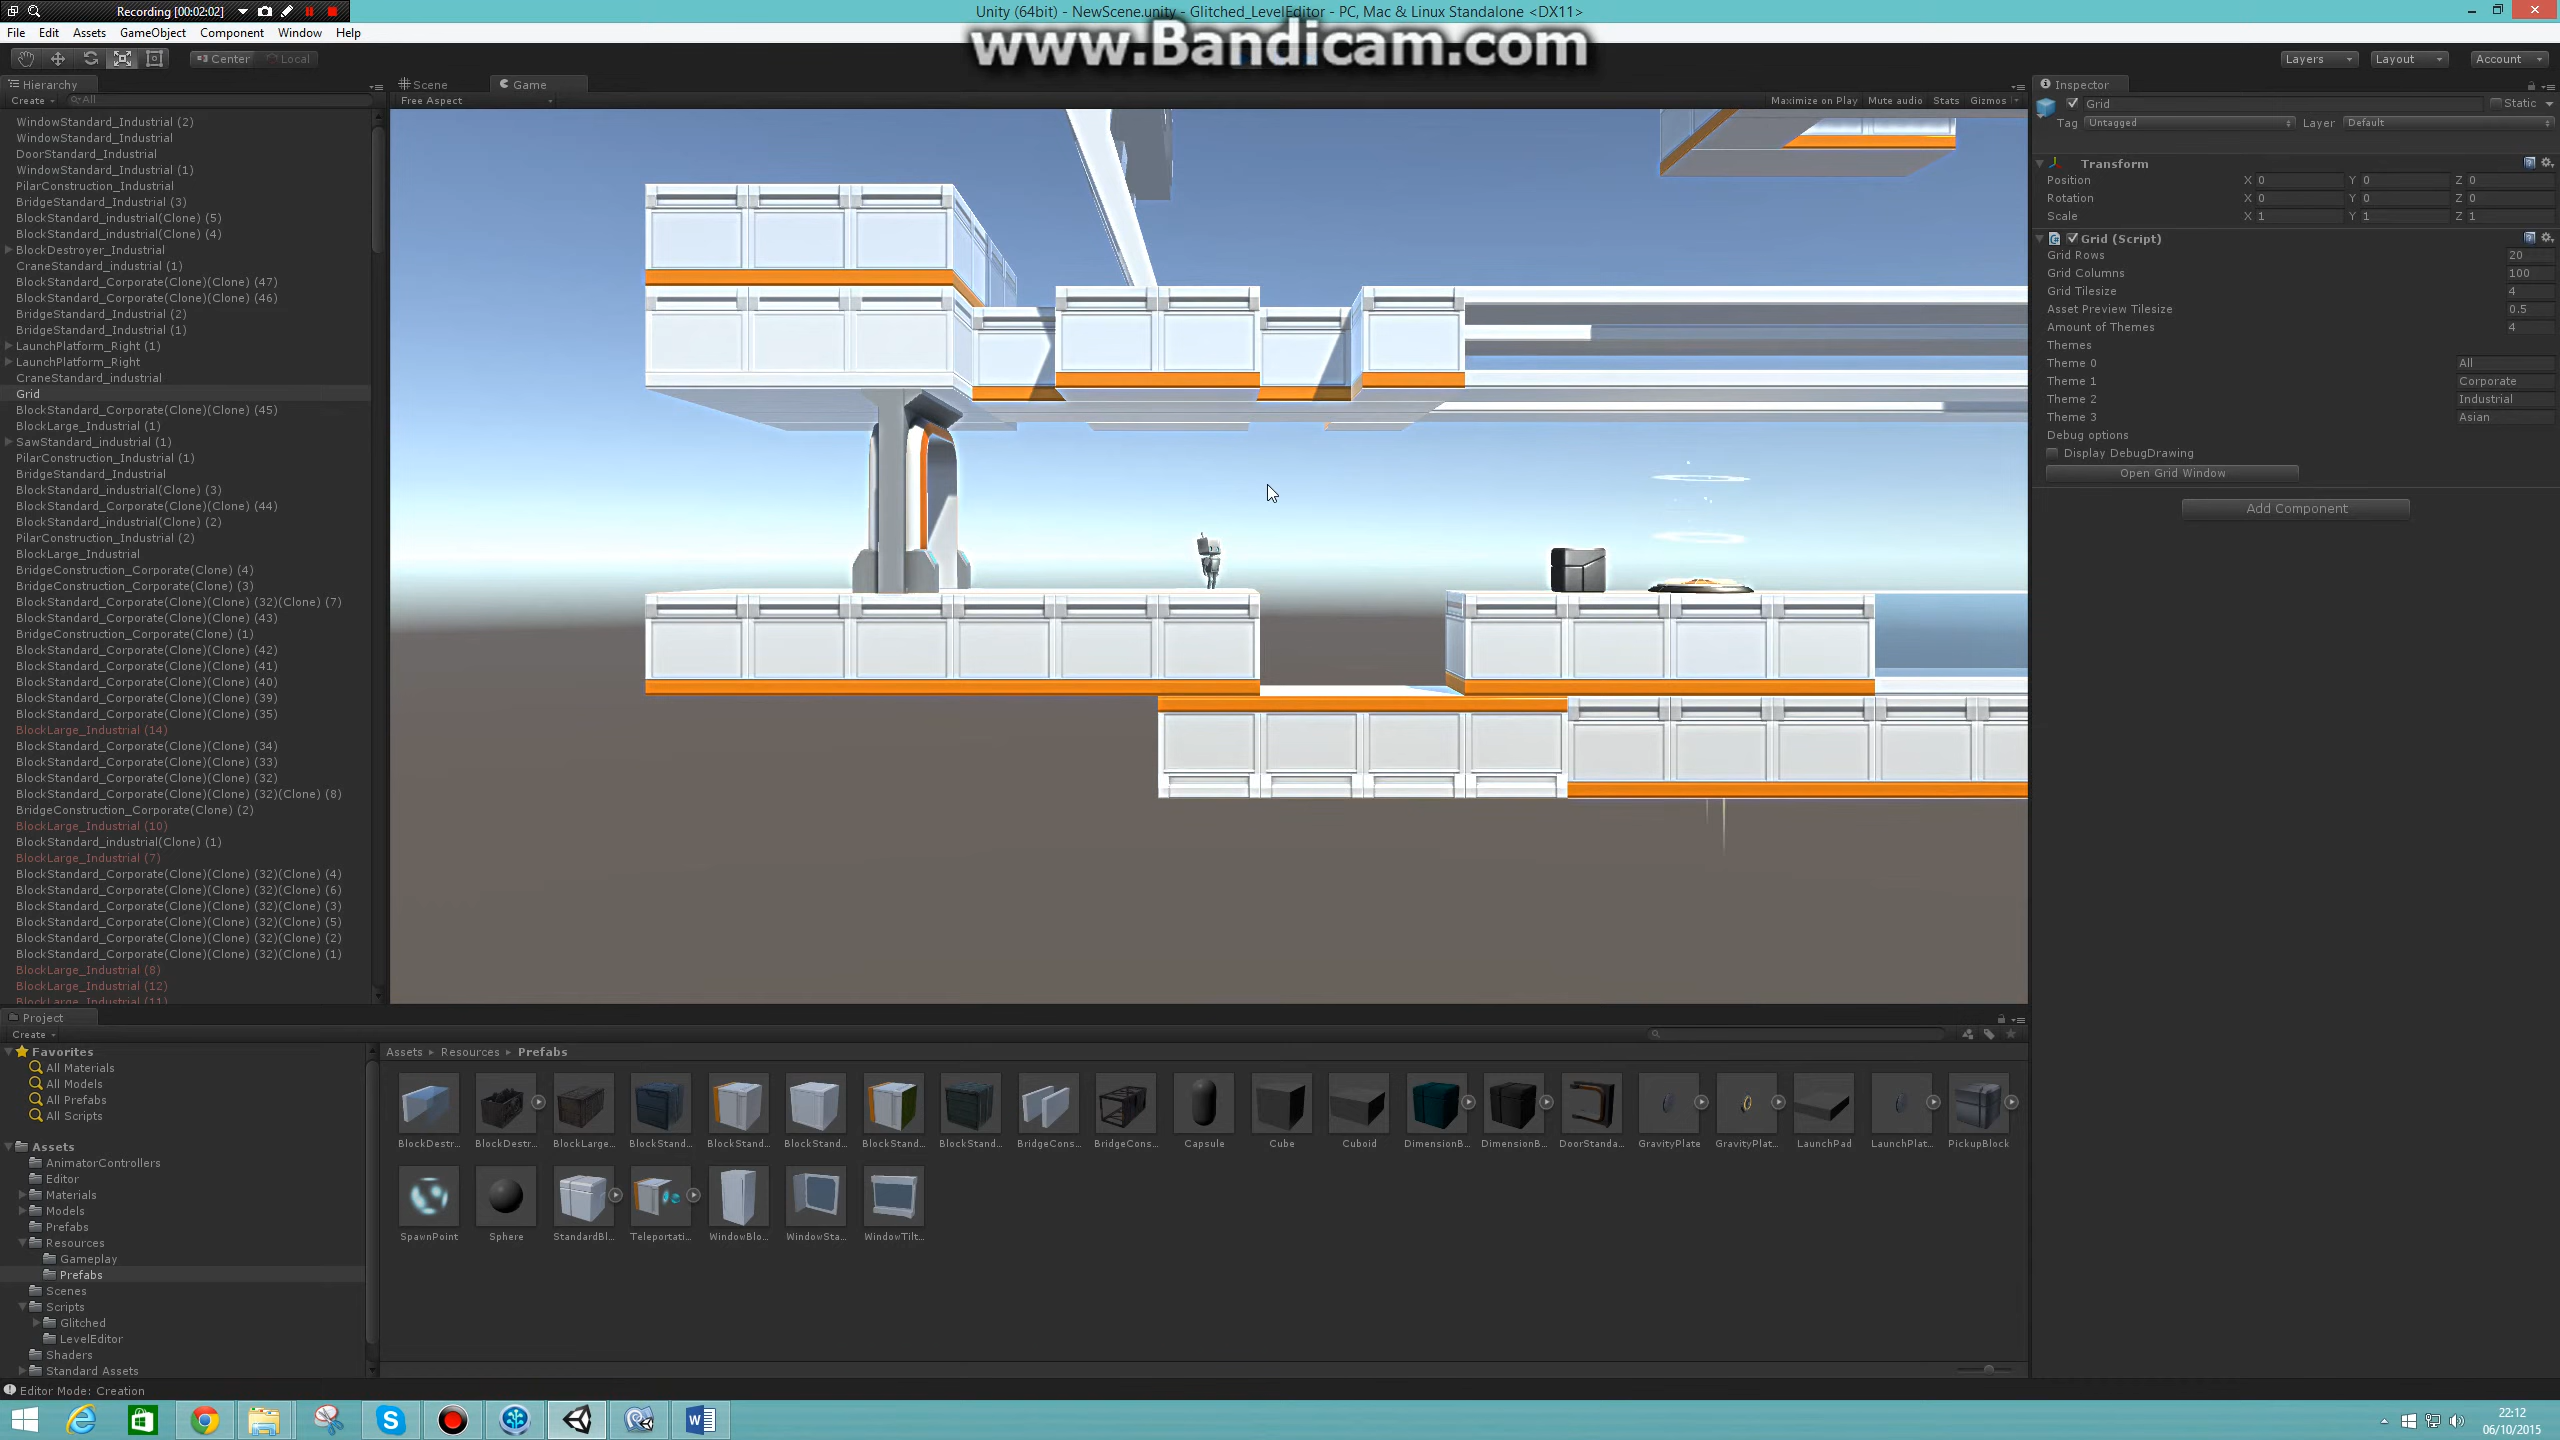 Recording [00:02:02]
Unity (64bit) - NewScene.unity - Glitched_LevelEditor - PC, Mac & Linux Standalone <DX11>
www.Bandicam.com
File Edit Assets GameObject Component Window Help
Center Local
Layers Layout Account
Hierarchy
Create All
WindowStandard_Industrial (2)
WindowStandard_Industrial
DoorStandard_Industrial
WindowStandard_Industrial (1)
PilarConstruction_Industrial
BridgeStandard_Industrial (3)
BlockStandard_industrial(Clone) (5)
BlockStandard_industrial(Clone) (4)
BlockDestroyer_Industrial
CraneStandard_industrial (1)
BlockStandard_Corporate(Clone)(Clone) (47)
BlockStandard_Corporate(Clone)(Clone) (46)
BridgeStandard_Industrial (2)
BridgeStandard_Industrial (1)
LaunchPlatform_Right (1)
LaunchPlatform_Right
CraneStandard_industrial
Grid
BlockStandard_Corporate(Clone)(Clone) (45)
BlockLarge_Industrial (1)
SawStandard_industrial (1)
PilarConstruction_Industrial (1)
BridgeStandard_Industrial
BlockStandard_industrial(Clone) (3)
BlockStandard_Corporate(Clone)(Clone) (44)
BlockStandard_industrial(Clone) (2)
PilarConstruction_Industrial (2)
BlockLarge_Industrial
BridgeConstruction_Corporate(Clone) (4)
BridgeConstruction_Corporate(Clone) (3)
BlockStandard_Corporate(Clone)(Clone) (32)(Clone) (7)
BlockStandard_Corporate(Clone)(Clone) (43)
BridgeConstruction_Corporate(Clone) (1)
BlockStandard_Corporate(Clone)(Clone) (42)
BlockStandard_Corporate(Clone)(Clone) (41)
BlockStandard_Corporate(Clone)(Clone) (40)
BlockStandard_Corporate(Clone)(Clone) (39)
BlockStandard_Corporate(Clone)(Clone) (35)
BlockLarge_Industrial (14)
BlockStandard_Corporate(Clone)(Clone) (34)
BlockStandard_Corporate(Clone)(Clone) (33)
BlockStandard_Corporate(Clone)(Clone) (32)
BlockStandard_Corporate(Clone)(Clone) (32)(Clone) (8)
BridgeConstruction_Corporate(Clone) (2)
BlockLarge_Industrial (10)
BlockStandard_industrial(Clone) (1)
BlockLarge_Industrial (7)
BlockStandard_Corporate(Clone)(Clone) (32)(Clone) (4)
BlockStandard_Corporate(Clone)(Clone) (32)(Clone) (6)
BlockStandard_Corporate(Clone)(Clone) (32)(Clone) (3)
BlockStandard_Corporate(Clone)(Clone) (32)(Clone) (5)
BlockStandard_Corporate(Clone)(Clone) (32)(Clone) (2)
BlockStandard_Corporate(Clone)(Clone) (32)(Clone) (1)
BlockLarge_Industrial (8)
BlockLarge_Industrial (12)
BlockLarge_Industrial (11)
Scene Game
Free Aspect
Maximize on Play Mute audio Stats Gizmos
Inspector
Grid Static
Tag Untagged Layer Default
Transform
Position X 0 Y 0 Z 0
Rotation X 0 Y 0 Z 0
Scale X 1 Y 1 Z 1
Grid (Script)
Grid Rows 20
Grid Columns 100
Grid Tilesize 4
Asset Preview Tilesize 0.5
Amount of Themes 4
Themes
Theme 0 All
Theme 1 Corporate
Theme 2 Industrial
Theme 3 Asian
Debug options
Display DebugDrawing
Open Grid Window
Add Component
Project
Create
Favorites
All Materials
All Models
All Prefabs
All Scripts
Assets
AnimatorControllers
Editor
Materials
Models
Prefabs
Resources
Gameplay
Prefabs
Scenes
Scripts
Glitched
LevelEditor
Shaders
Standard Assets
Assets Resources Prefabs
BlockDestr... BlockDestr... BlockLarge... BlockStand... BlockStand... BlockStand... BlockStand... BlockStand... BridgeCons... BridgeCons... Capsule Cube Cuboid DimensionB... DimensionB... DoorStanda... GravityPlate GravityPlat... LaunchPad LaunchPlat... PickupBlock
SpawnPoint Sphere StandardBl... Teleportati... WindowBlo... WindowSta... WindowTilt...
Editor Mode: Creation
22:12
06/10/2015